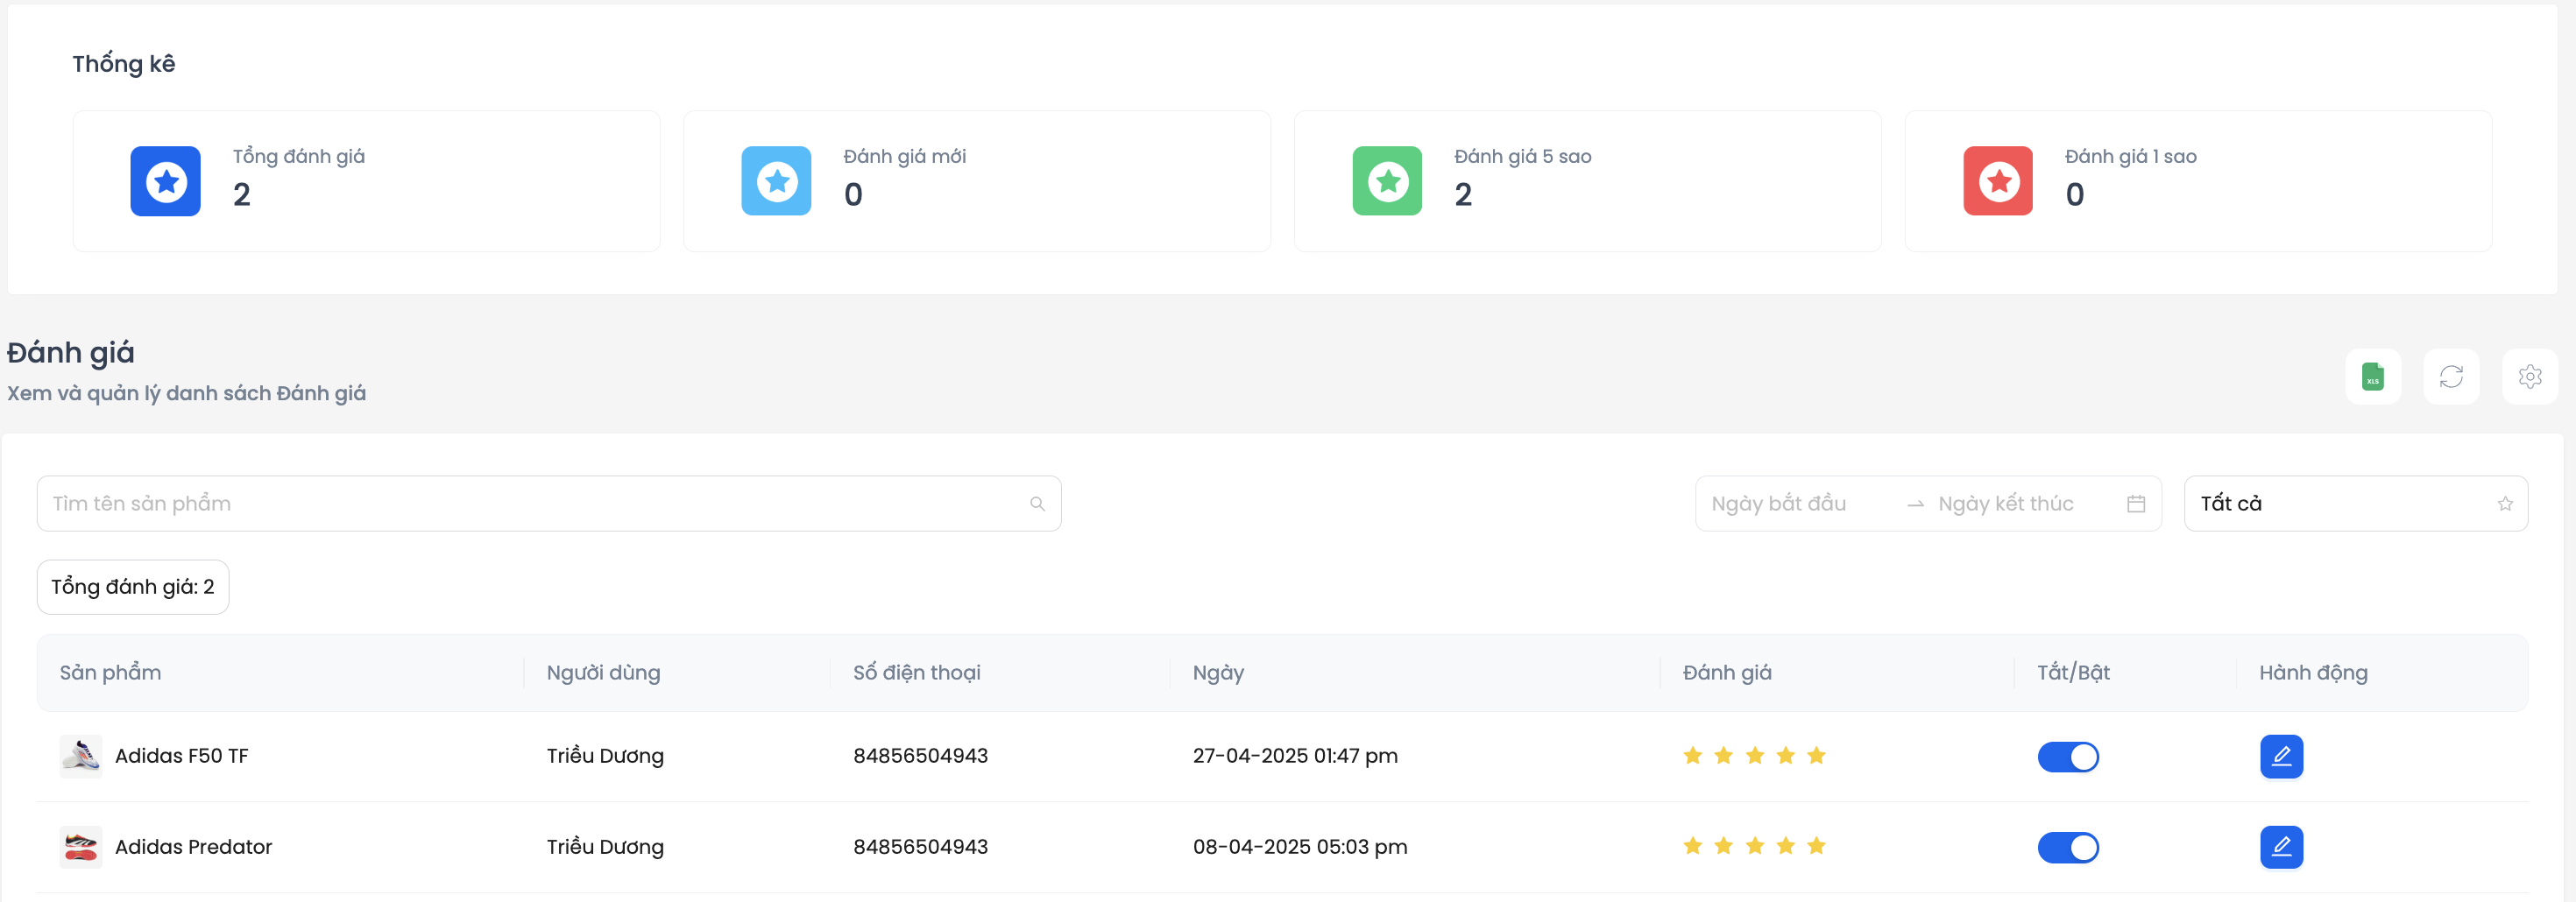 Thống kê
Tổng đánh giá
2
Đánh giá mới
0
Đánh giá 5 sao
2
Đánh giá 1 sao
0
Đánh giá
Xem và quản lý danh sách Đánh giá
XLS
Tìm tên sản phẩm
Ngày bắt đầu → Ngày kết thúc
Tất cả
Tổng đánh giá: 2
Sản phẩm Người dùng Số điện thoại Ngày Đánh giá Tắt/Bật Hành động
Adidas F50 TF Triều Dương 84856504943 27-04-2025 01:47 pm
Adidas Predator Triều Dương 84856504943 08-04-2025 05:03 pm